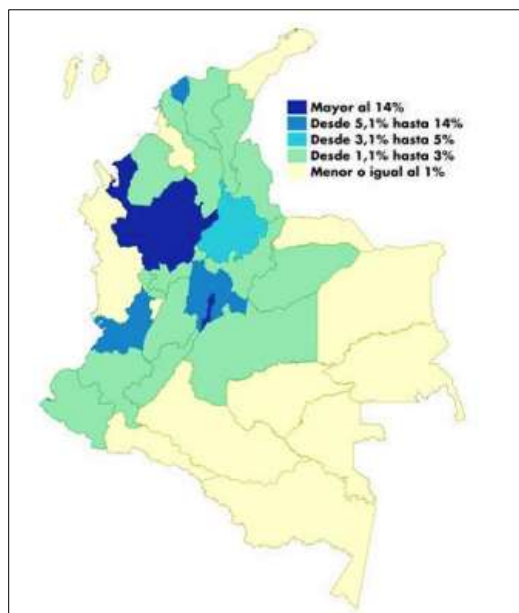 Mayor al 14%
Desde 5,1% hasta 14%
Desde 3,1% hasta 5%
Desde 1,1% hasta 3%
Menor o igual al 1%